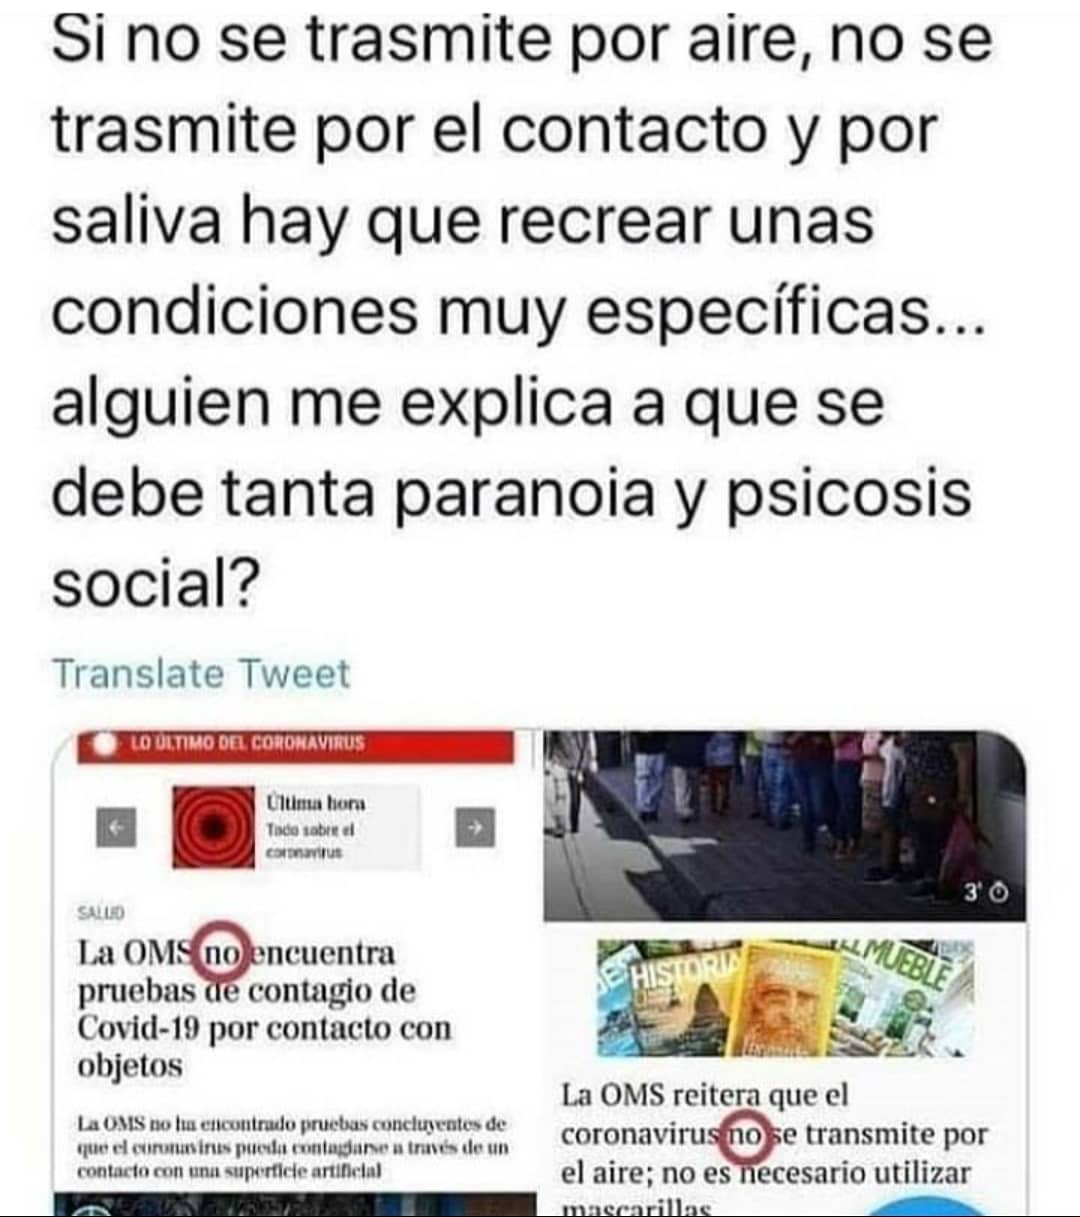 Si no se trasmite por aire, no se
trasmite por el contacto y por
saliva hay que recrear unas
condiciones muy específicas...
alguien me explica a que se
debe tanta paranoia y psicosis
social?
Translate Tweet
LO ÚLTIMO DEL CORONAVIRUS
Última hora
Todo sobre el
coronavirus
SALUD
La OMS no encuentra
pruebas de contagio de
Covid-19 por contacto con
objetos
La OMS no ha encontrado pruebas concluyentes de
que el coronavirus pueda contagiarse a través de un
contacto con una superficie artificial
3'
HISTORIA
EL MUEBLE
La OMS reitera que el
coronavirus no se transmite por
el aire; no es necesario utilizar
mascarillas